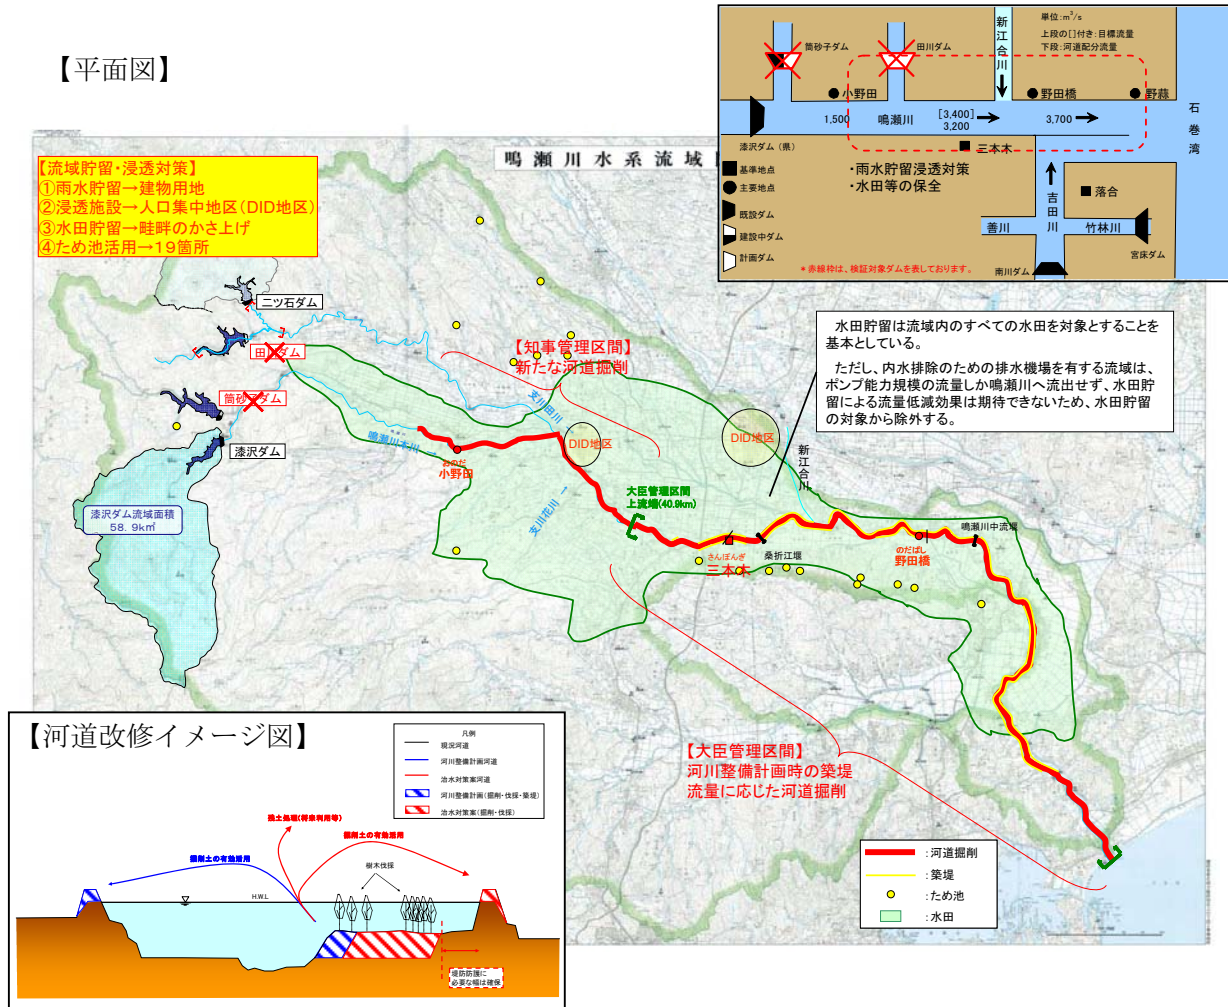 【平面図】
単位:m³/s
上段の[]付き:目標流量
下段:河道配分流量
新江合川
筒砂子ダム
田川ダム
小野田
野田橋
野蒜
石巻湾
1,500
鳴瀬川
[3,400]
3,200
3,700
漆沢ダム(県)
三本木
基準地点
主要地点
既設ダム
建設中ダム
計画ダム
・雨水貯留浸透対策
・水田等の保全
吉田川
落合
善川
竹林川
宮床ダム
南川ダム
*赤線枠は、検証対象ダムを表しております。
鳴瀬川水系流域
【流域貯留・浸透対策】
①雨水貯留→建物用地
②浸透施設→人口集中地区(DID地区)
③水田貯留→畦畔のかさ上げ
④ため池活用→19箇所
二ツ石ダム
田川ダム
筒砂子ダム
漆沢ダム
漆沢ダム流域面積
58.9km²
【知事管理区間】
新たな河道掘削
水田貯留は流域内のすべての水田を対象とすることを
基本としている。
ただし、内水排除のための排水機場を有する流域は、
ポンプ能力規模の流量しか鳴瀬川へ流出せず、水田貯
留による流量低減効果は期待できないため、水田貯留
の対象から除外する。
支川田川→
鳴瀬川本川→
支川花川→
おのだ
小野田
DID地区
DID地区
新江合川
大臣管理区間
上流端(40.9km)
さんぼんぎ
三本木
桑折江堰
のだばし
野田橋
鳴瀬川中流堰
【大臣管理区間】
河川整備計画時の築堤
流量に応じた河道掘削
:河道掘削
:築堤
:ため池
:水田
【河道改修イメージ図】
凡例
現況河道
河川整備計画河道
治水対策案河道
河川整備計画(掘削・伐採・築堤)
治水対策案(掘削・伐採)
残土処理(将来利用等)
掘削土の有効活用
掘削土の有効活用
樹木伐採
H.W.L
堤防防護に
必要な幅は確保